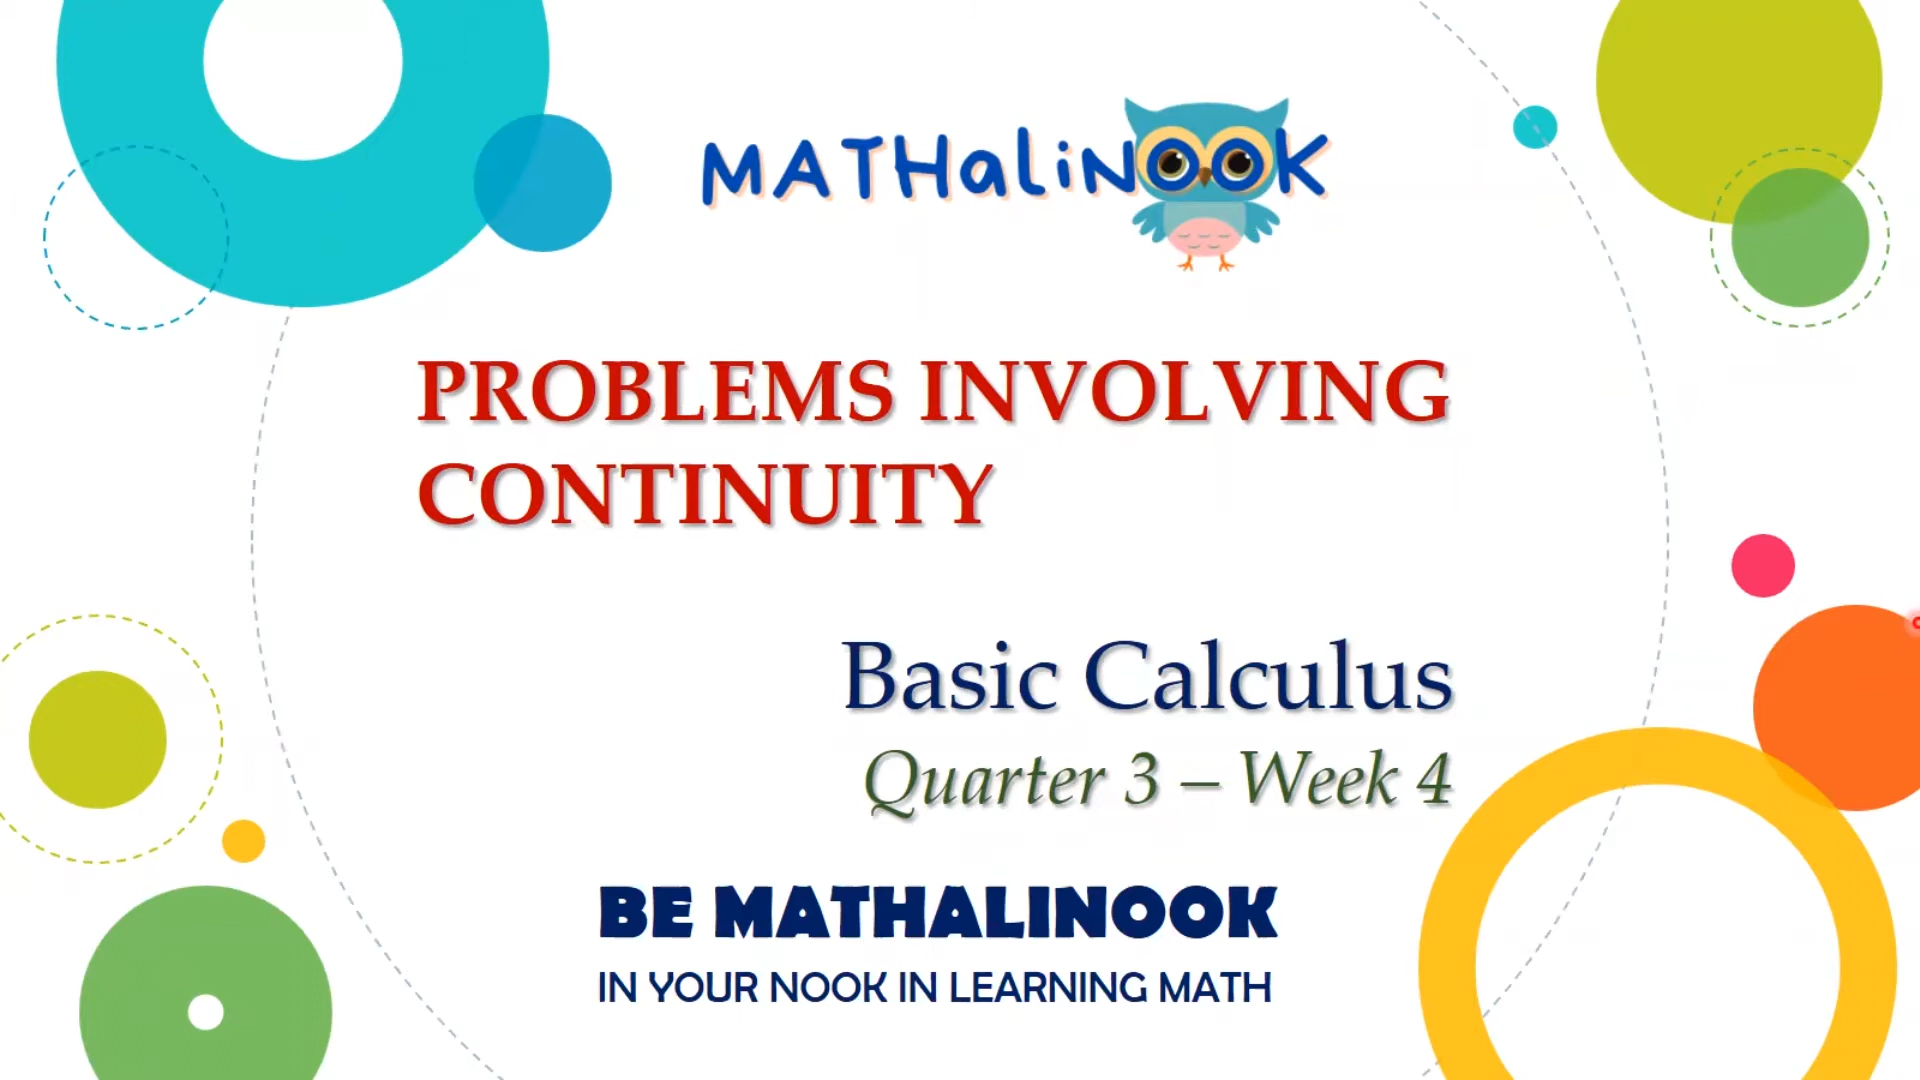 MATHaliNOOK
PROBLEMS INVOLVING
CONTINUITY
Basic Calculus
Quarter 3 – Week 4
BE MATHALINOOK
IN YOUR NOOK IN LEARNING MATH